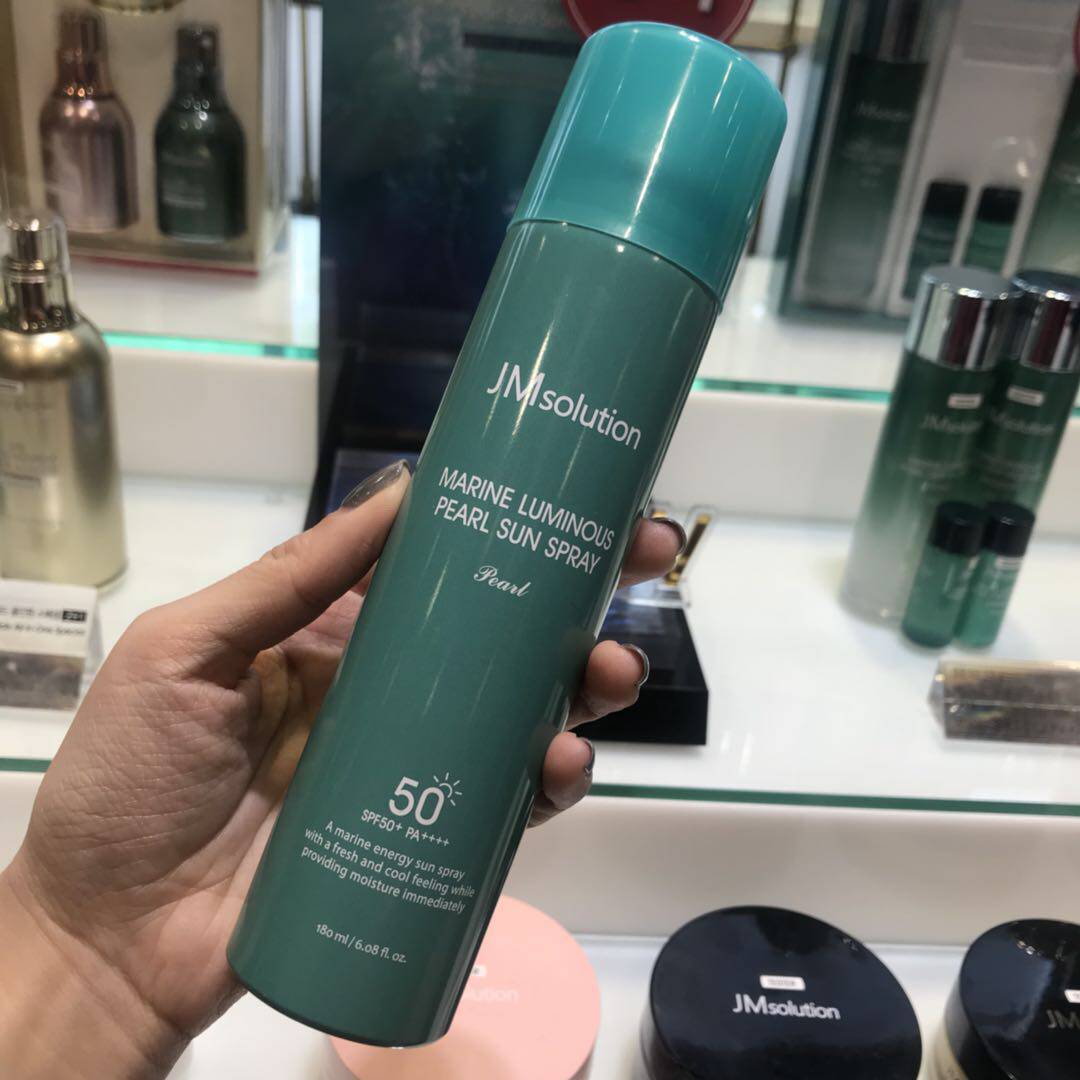 JMsolution
MARINE LUMINOUS
PEARL SUN SPRAY
Pearl
50
SPF50+ PA++++
A marine energy sun spray
with a fresh and cool feeling while
providing moisture immediately
180 ml / 6.08 fl. oz.
JMsolution